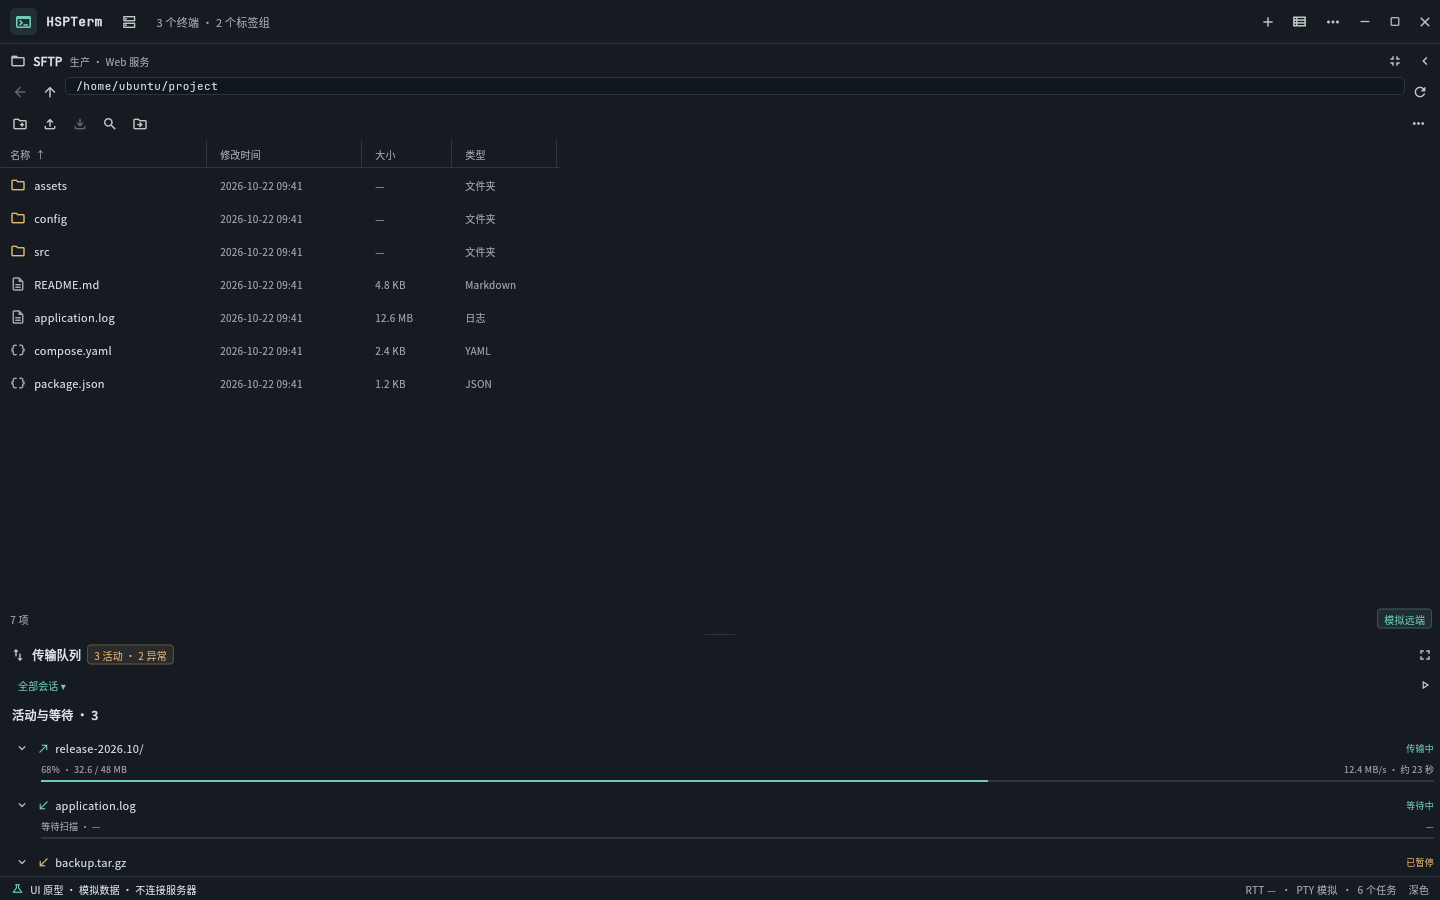 HSPTerm 3 个终端 · 2 个标签组
SFTP 生产 · Web 服务
/home/ubuntu/project
名称 ↑ 修改时间 大小 类型
assets 2026-10-22 09:41 — 文件夹
config 2026-10-22 09:41 — 文件夹
src 2026-10-22 09:41 — 文件夹
README.md 2026-10-22 09:41 4.8 KB Markdown
application.log 2026-10-22 09:41 12.6 MB 日志
compose.yaml 2026-10-22 09:41 2.4 KB YAML
package.json 2026-10-22 09:41 1.2 KB JSON
7 项 模拟远端
传输队列 3 活动 · 2 异常
全部会话 ▾
活动与等待 · 3
release-2026.10/ 传输中
68% · 32.6 / 48 MB 12.4 MB/s · 约 23 秒
application.log 等待中
等待扫描 · — —
backup.tar.gz 已暂停
UI 原型 · 模拟数据 · 不连接服务器 RTT — · PTY 模拟 · 6 个任务 深色